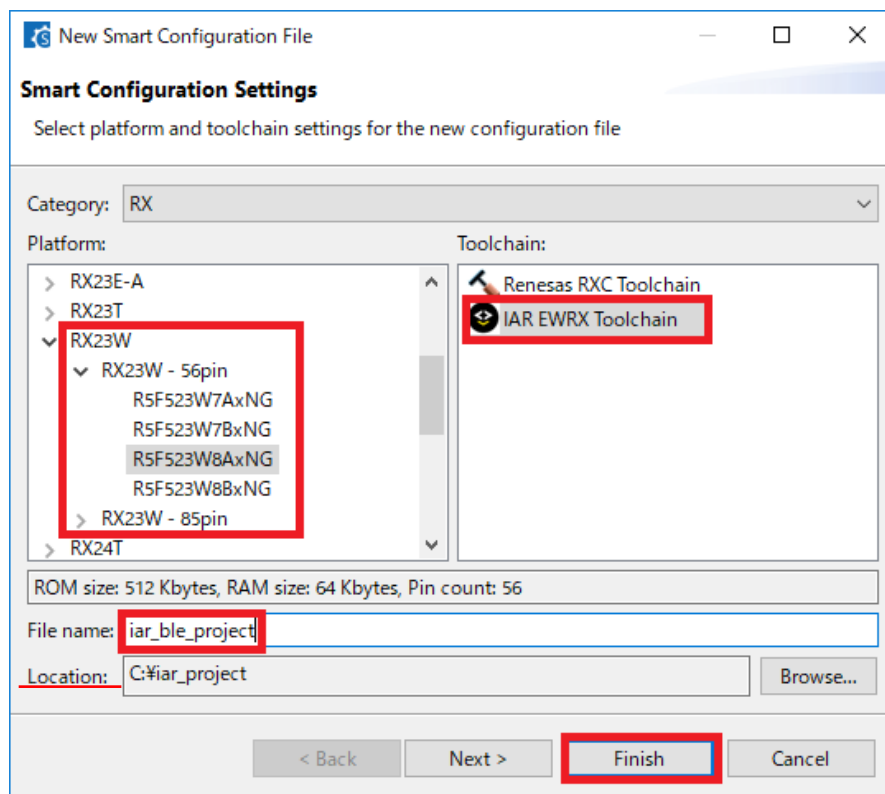 New Smart Configuration File
Smart Configuration Settings
Select platform and toolchain settings for the new configuration file
Category: RX
Platform:
RX23E-A
RX23T
RX23W
RX23W - 56pin
R5F523W7AxNG
R5F523W7BxNG
R5F523W8AxNG
R5F523W8BxNG
RX23W - 85pin
RX24T
Toolchain:
Renesas RXC Toolchain
IAR EWRX Toolchain
ROM size: 512 Kbytes, RAM size: 64 Kbytes, Pin count: 56
File name: iar_ble_project
Location: C:¥iar_project Browse...
< Back Next > Finish Cancel